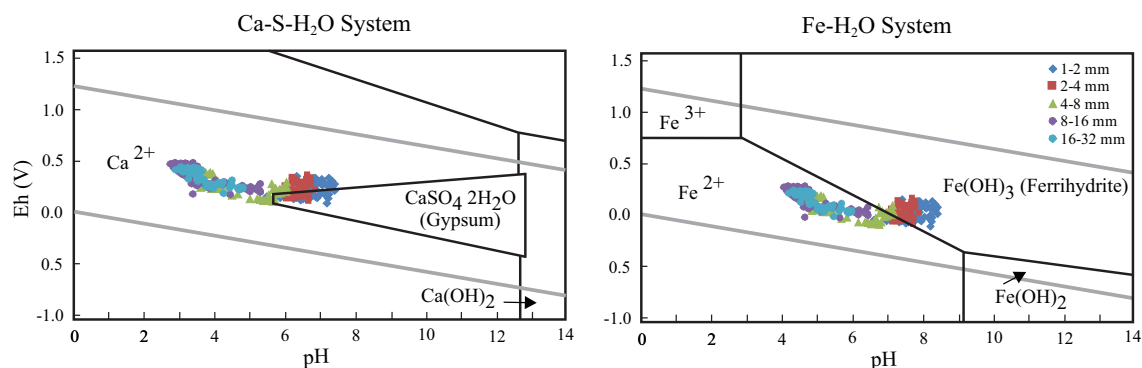 Ca-S-H₂O System
1.5
1.0
0.5
0.0
-1.0
Eh (V)
Ca ²⁺
CaSO₄ 2H₂O
(Gypsum)
Ca(OH)₂
0 2 4 6 8 10 12 14
pH
Fe-H₂O System
1.5
1.0
0.5
0.0
-1.0
1-2 mm
2-4 mm
4-8 mm
8-16 mm
16-32 mm
Fe ³⁺
Fe ²⁺
Fe(OH)₃ (Ferrihydrite)
Fe(OH)₂
0 2 4 6 8 10 12 14
pH